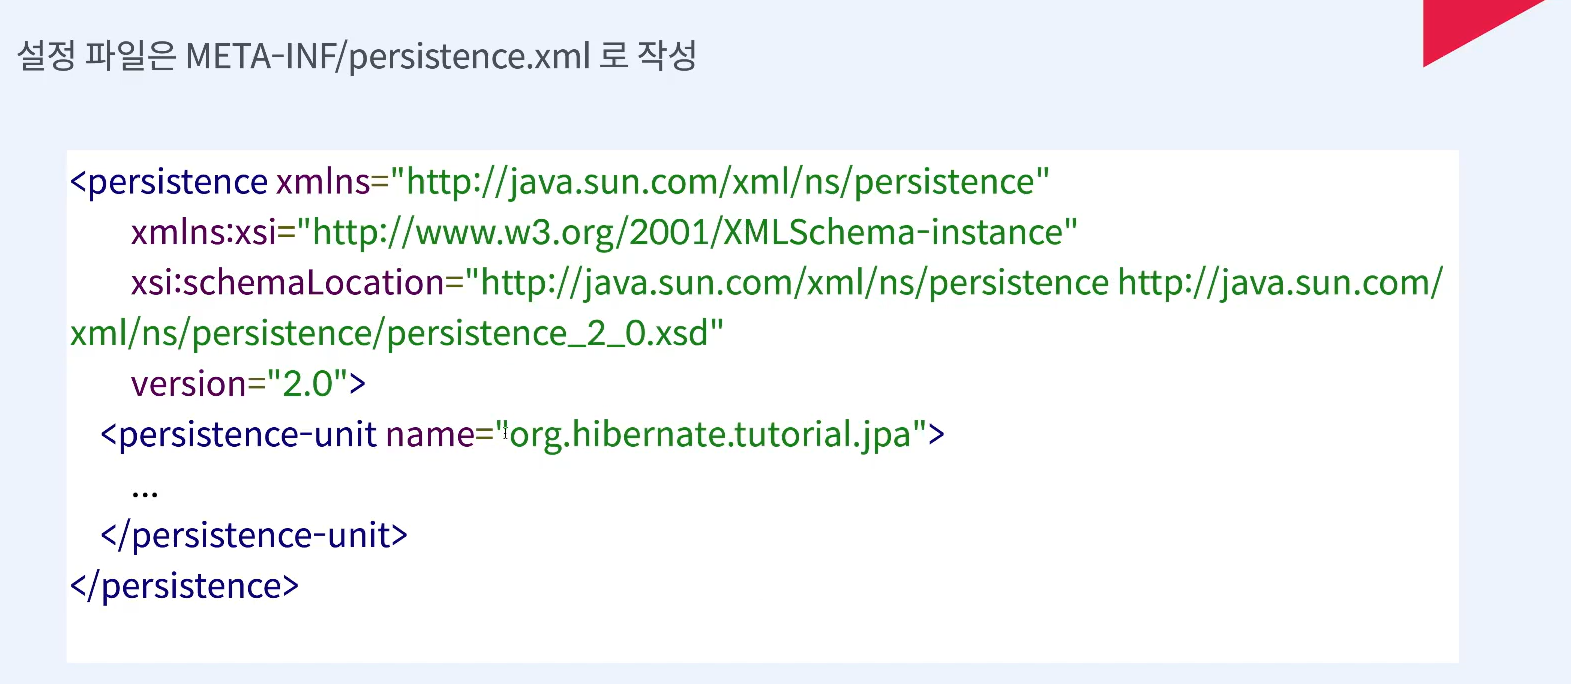 설정 파일은 META-INF/persistence.xml 로 작성
<persistence xmlns="http://java.sun.com/xml/ns/persistence"
xmlns:xsi="http://www.w3.org/2001/XMLSchema-instance"
xsi:schemaLocation="http://java.sun.com/xml/ns/persistence http://java.sun.com/
xml/ns/persistence/persistence_2_0.xsd"
version="2.0">
<persistence-unit name="org.hibernate.tutorial.jpa">
...
</persistence-unit>
</persistence>